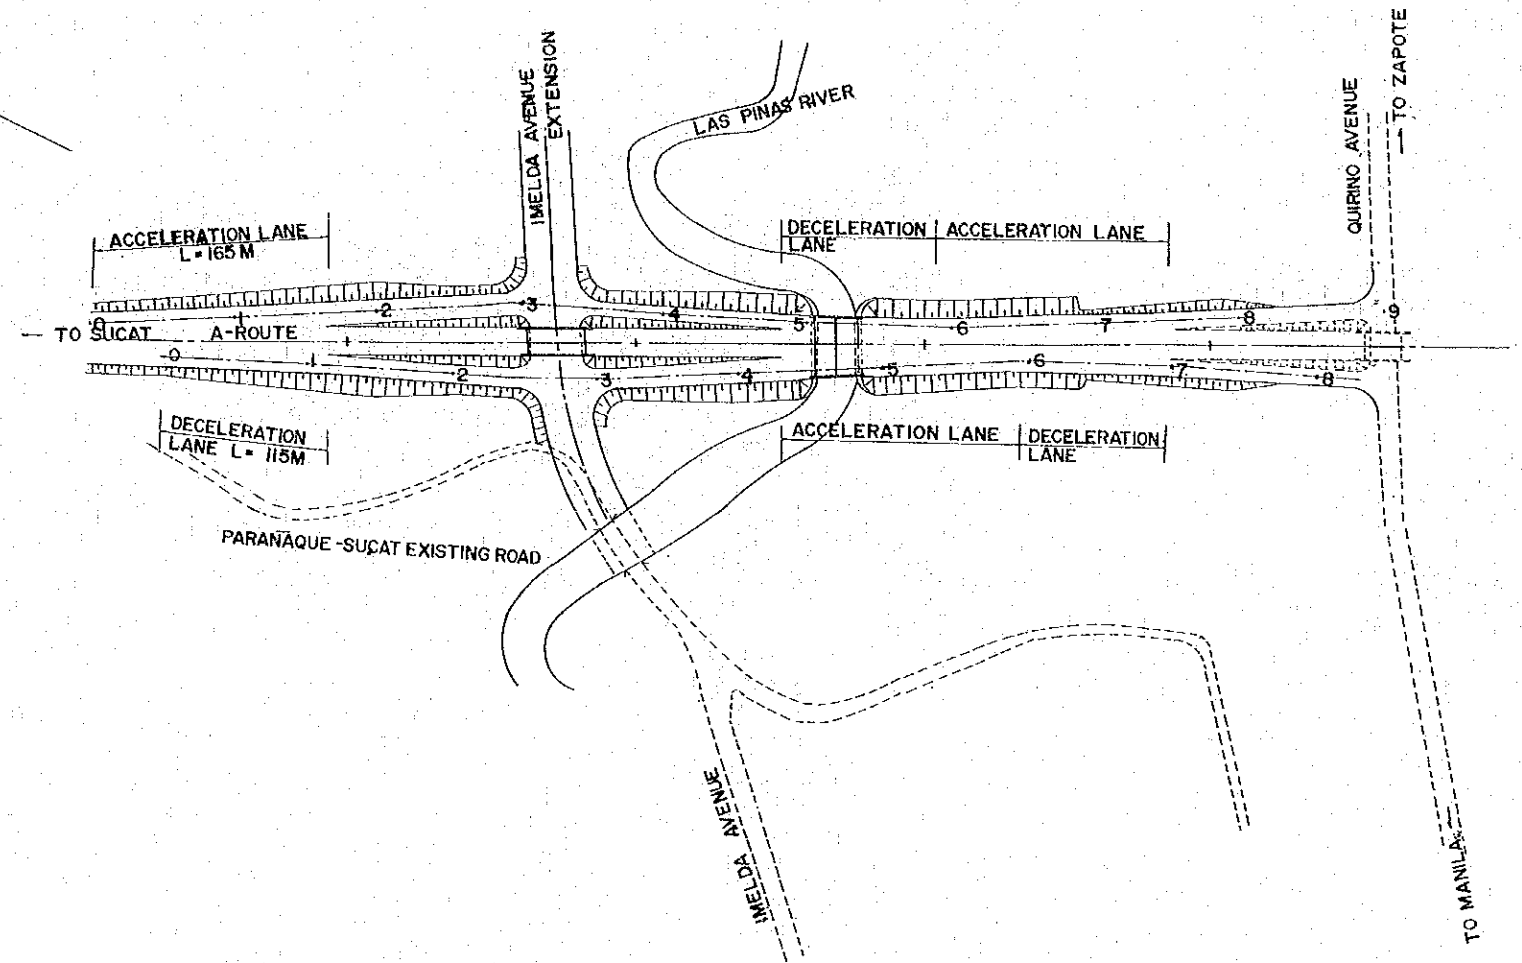 IMELDA AVENUE
EXTENSION
LAS PINAS RIVER
QUIRINO AVENUE
— TO ZAPOTE
ACCELERATION LANE
L=165 M
DECELERATION
LANE
ACCELERATION LANE
0
1
2
3
4
5
6
7
8
9
— TO SUCAT
A-ROUTE
0
1
2
3
4
5
6
7
8
DECELERATION
LANE L= 115M
ACCELERATION LANE
DECELERATION
LANE
PARAÑAQUE-SUCAT EXISTING ROAD
IMELDA AVENUE
TO MANILA —